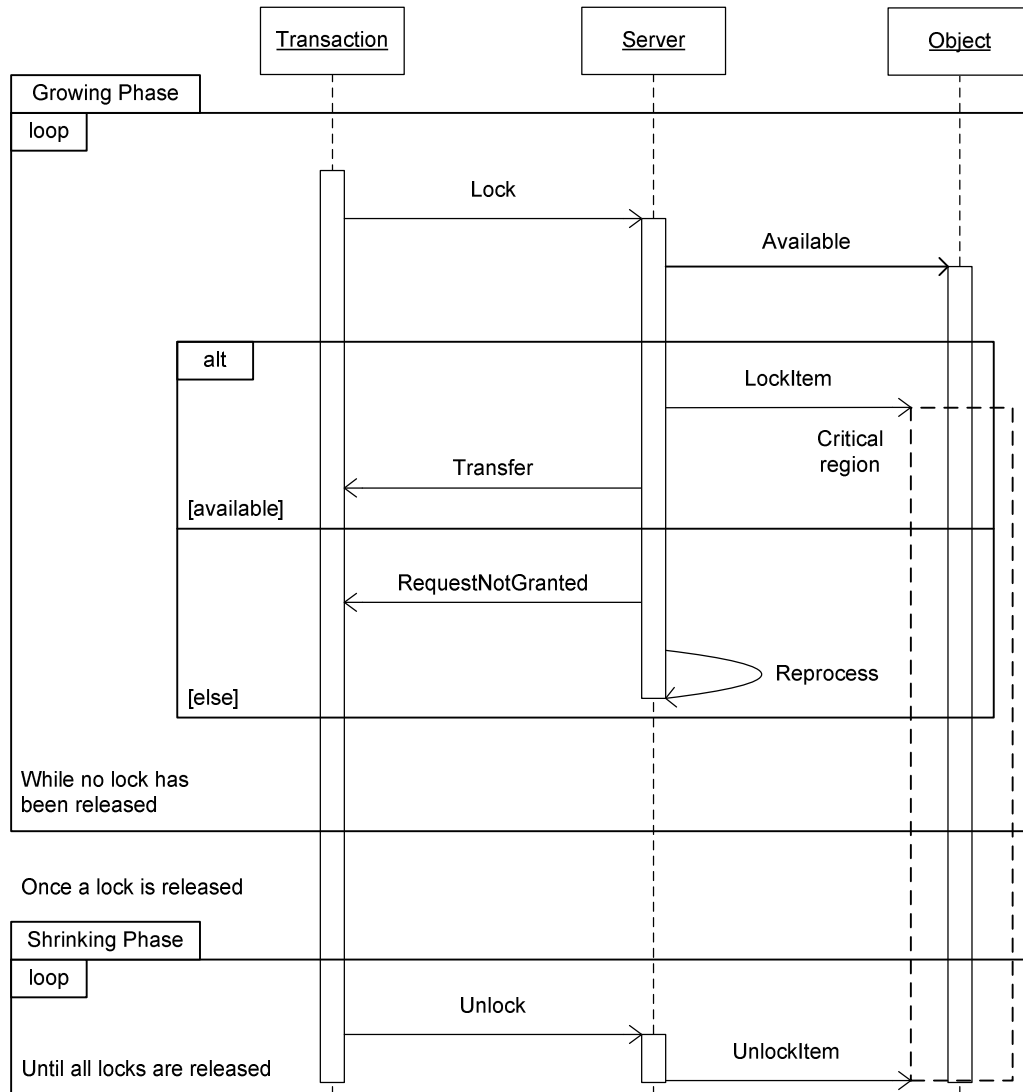 Transaction
Server
Object
Growing Phase
loop
Lock
Available
alt
LockItem
Critical
region
Transfer
[available]
RequestNotGranted
Reprocess
[else]
While no lock has
been released
Once a lock is released
Shrinking Phase
loop
Unlock
UnlockItem
Until all locks are released